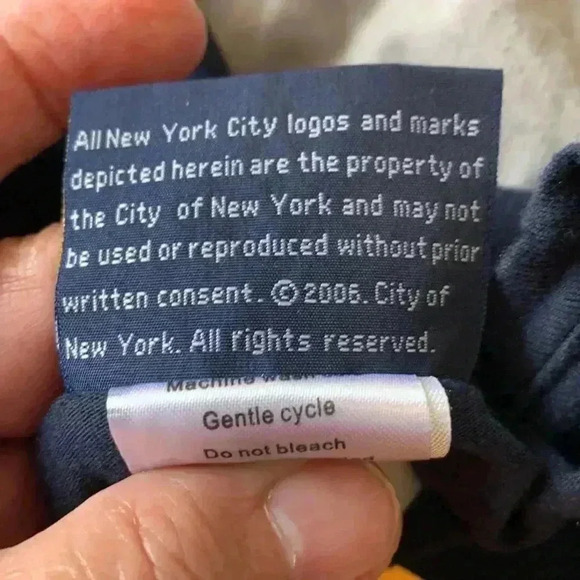 All New York City logos and marks
depicted herein are the property of
the City of New York and may not
be used or reproduced without prior
written consent. ©2006. City of
New York. All rights reserved.
Machine wash
Gentle cycle
Do not bleach